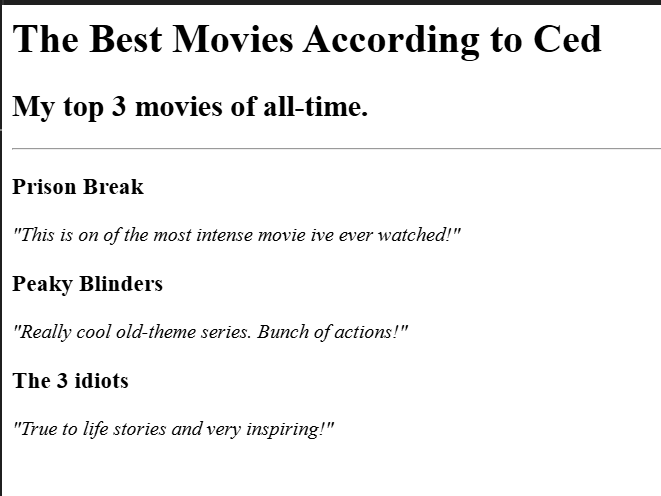 The Best Movies According to Ced
My top 3 movies of all-time.
Prison Break
"This is on of the most intense movie ive ever watched!"
Peaky Blinders
"Really cool old-theme series. Bunch of actions!"
The 3 idiots
"True to life stories and very inspiring!"